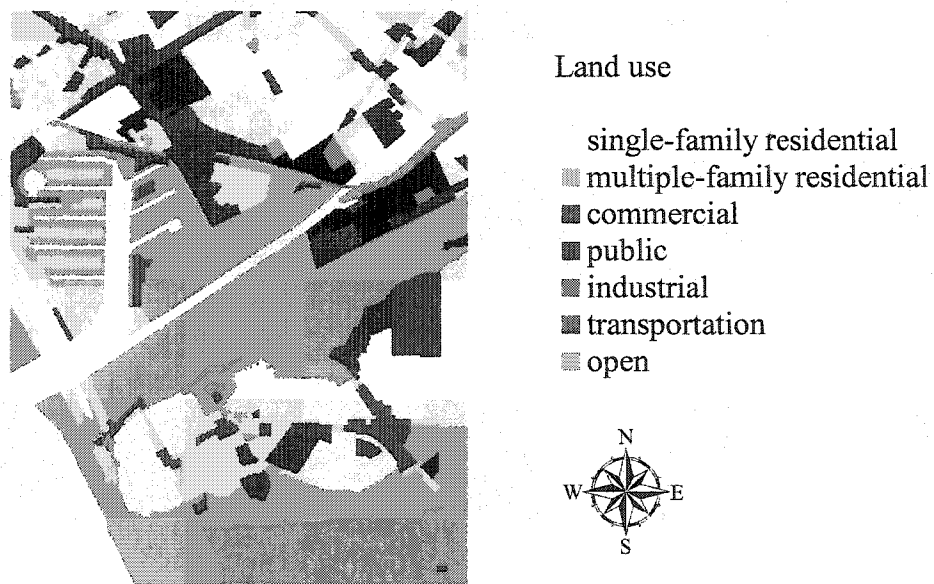 Land use
single-family residential
multiple-family residential
commercial
public
industrial
transportation
open
N
W E
S